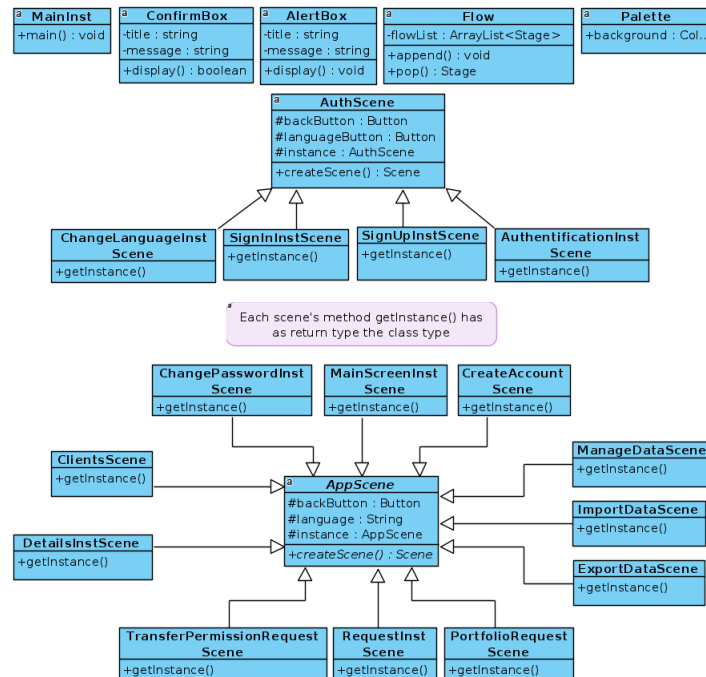 a
MainInst
+main() : void
a
ConfirmBox
-title : string
-message : string
+display() : boolean
a
AlertBox
-title : string
-message : string
+display() : void
a
Flow
-flowList : ArrayList<Stage>
+append() : void
+pop() : Stage
a
Palette
+background : Col...
a
AuthScene
#backButton : Button
#languageButton : Button
#instance : AuthScene
+createScene() : Scene
ChangeLanguageInst
Scene
+getInstance()
SignInInstScene
+getInstance()
SignUpInstScene
+getInstance()
AuthentificationInst
Scene
+getInstance()
a
Each scene's method getInstance() has
as return type the class type
ChangePasswordInst
Scene
+getInstance()
MainScreenInst
Scene
+getInstance()
CreateAccount
Scene
+getInstance()
ClientsScene
+getInstance()
DetailsInstScene
+getInstance()
a
AppScene
#backButton : Button
#language : String
#instance : AppScene
+createScene() : Scene
ManageDataScene
+getInstance()
ImportDataScene
+getInstance()
ExportDataScene
+getInstance()
TransferPermissionRequest
Scene
+getInstance()
RequestInst
Scene
+getInstance()
PortfolioRequest
Scene
+getInstance()